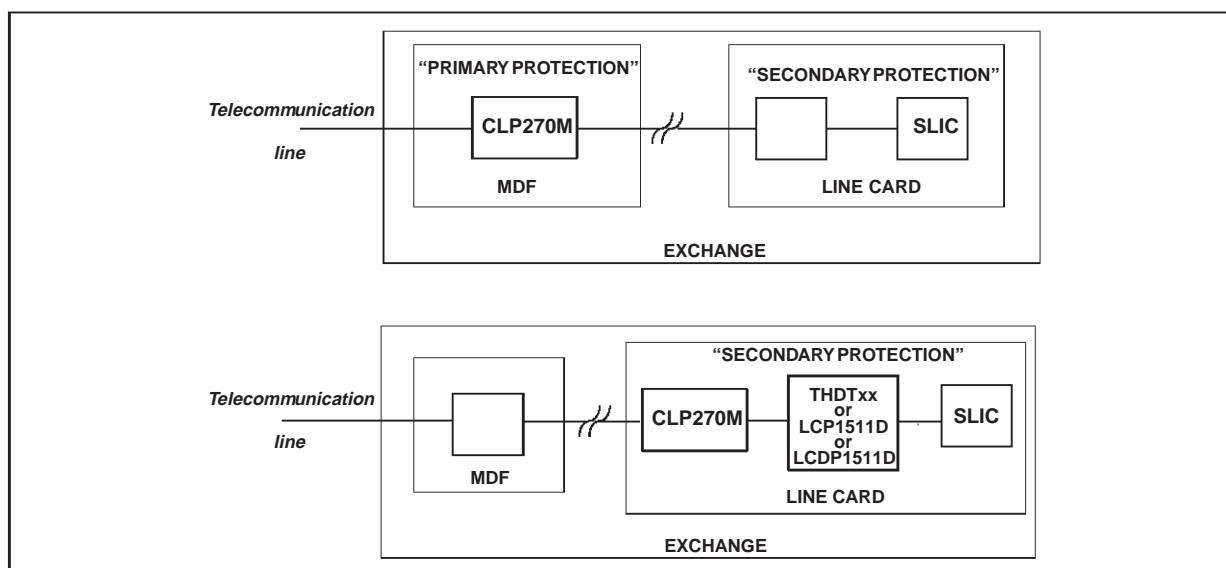 “PRIMARY PROTECTION”
“SECONDARY PROTECTION”
Telecommunication
line
CLP270M
SLIC
MDF
LINE CARD
EXCHANGE
“SECONDARY PROTECTION”
Telecommunication
line
CLP270M
THDTxx
or
LCP1511D
or
LCDP1511D
SLIC
MDF
LINE CARD
EXCHANGE